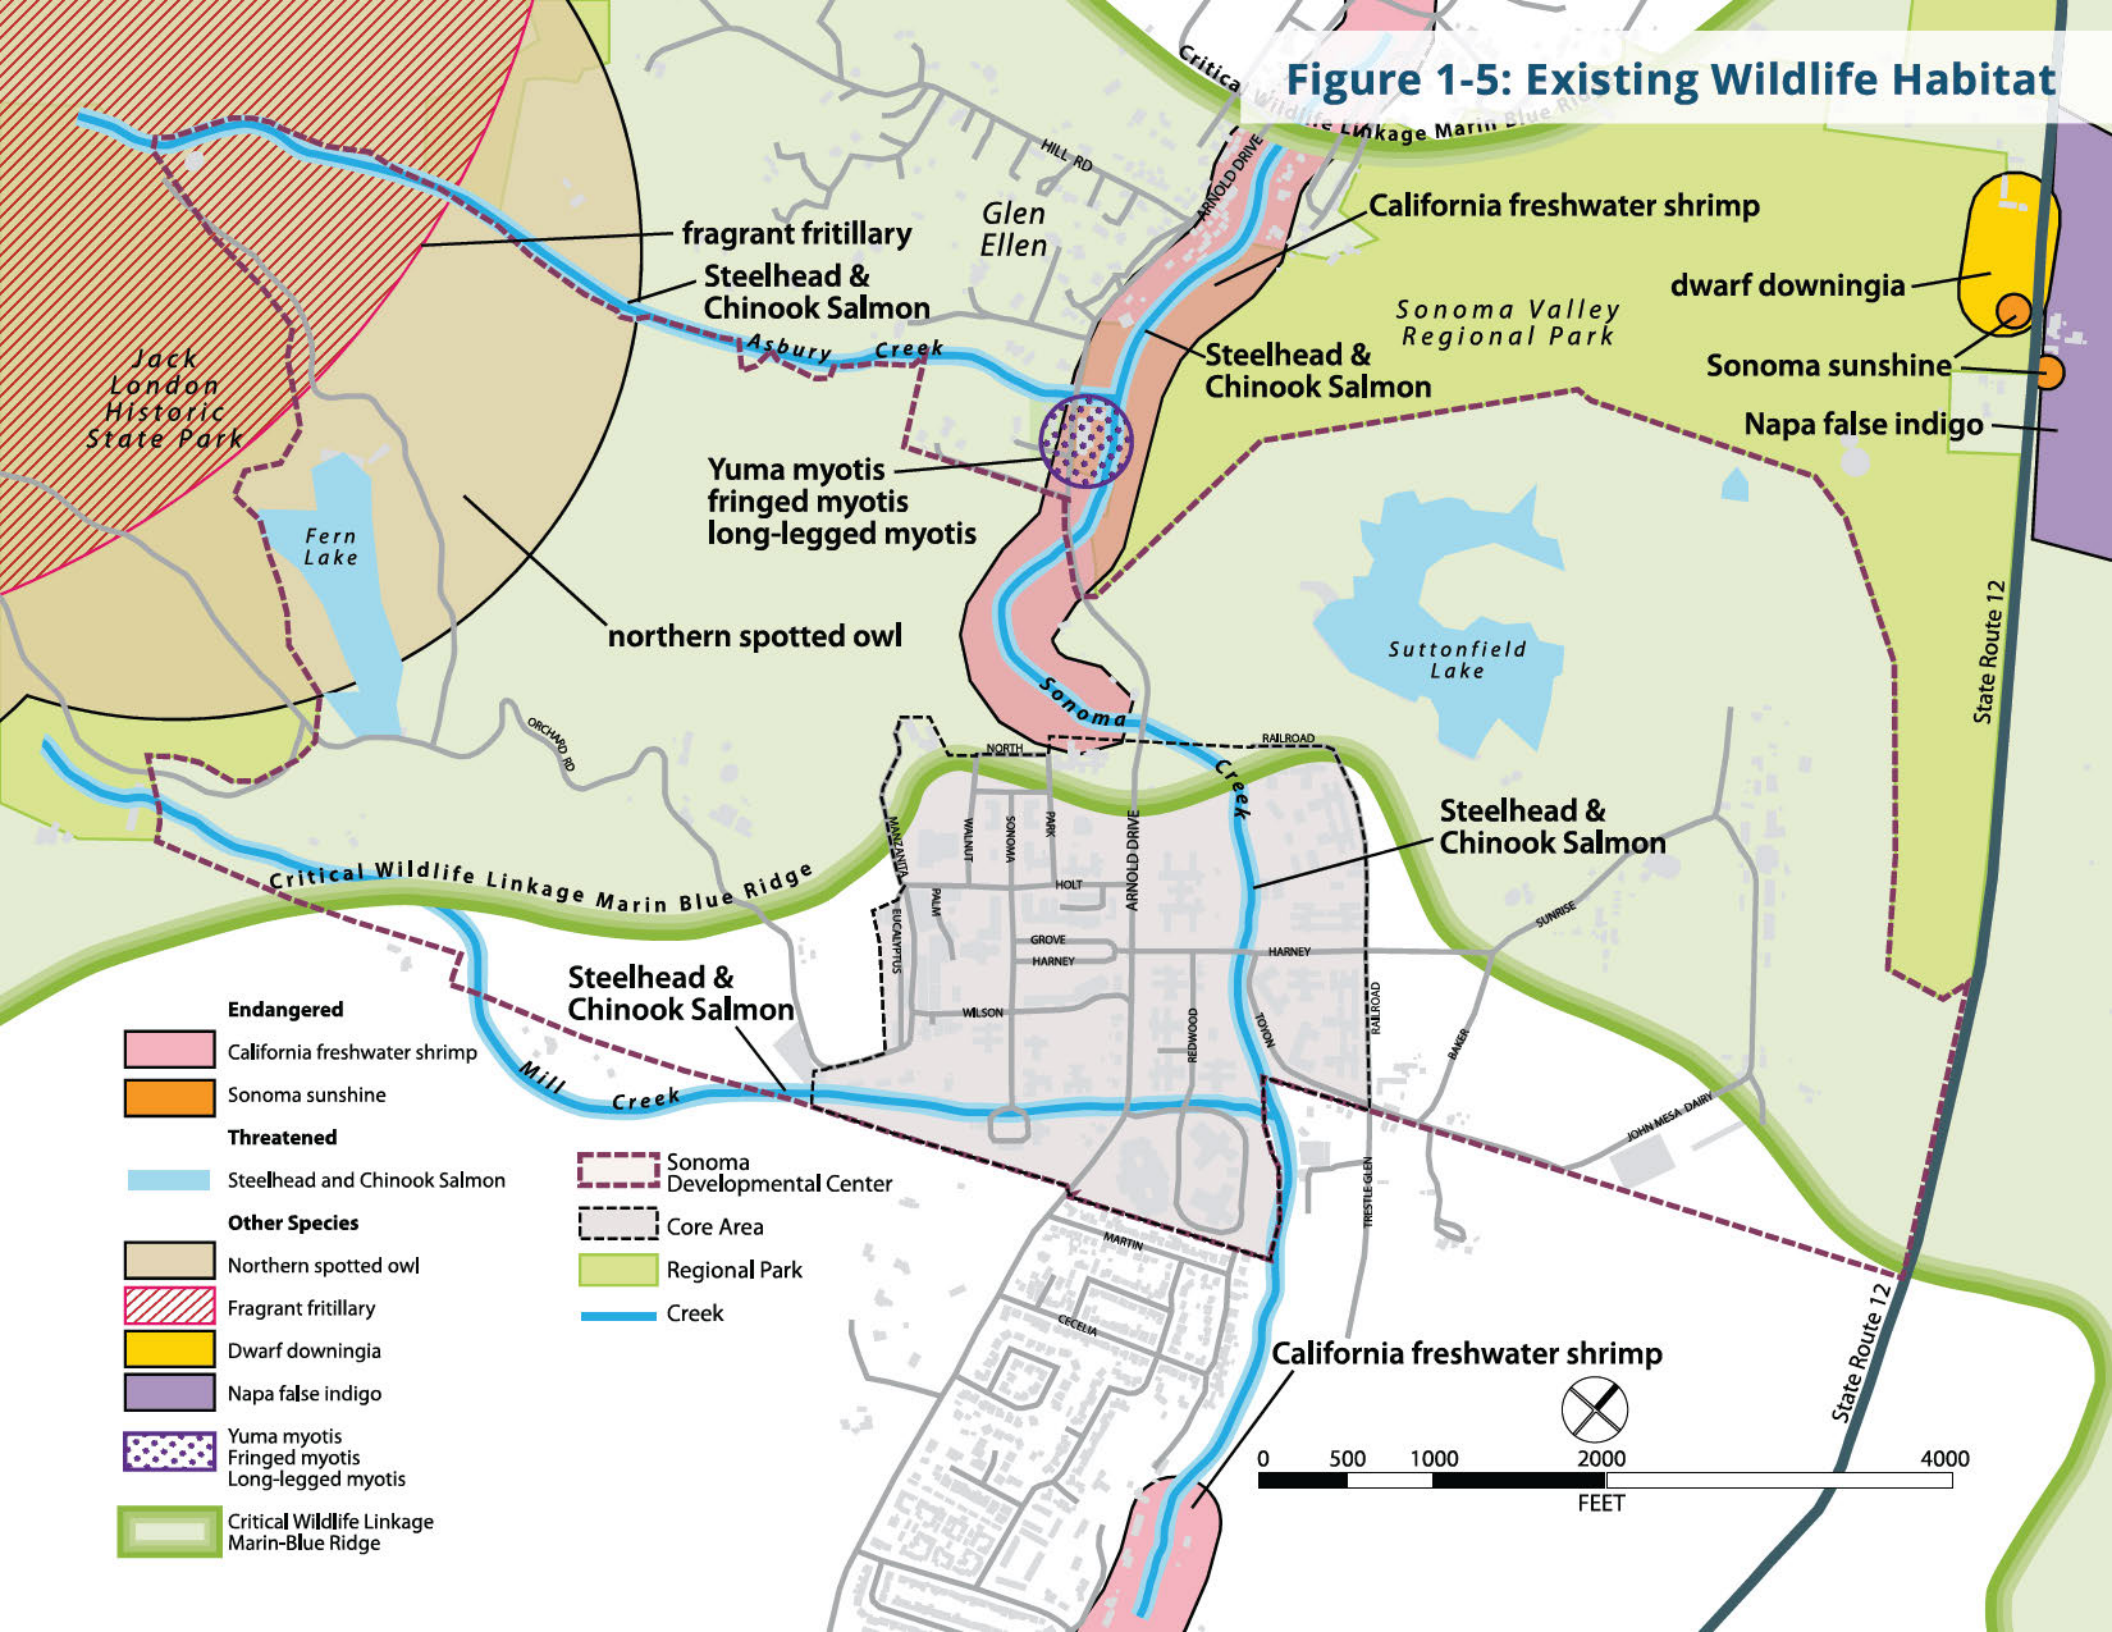 Figure 1-5: Existing Wildlife Habitat
Critical Wildlife Linkage Marin Blue Ridge
HILL RD
ARNOLD DRIVE
Glen
Ellen
California freshwater shrimp
fragrant fritillary
Steelhead &
Chinook Salmon
dwarf downingia
Sonoma Valley
Regional Park
Asbury Creek
Steelhead &
Chinook Salmon
Sonoma sunshine
Jack
London
Historic
State Park
Napa false indigo
Yuma myotis
fringed myotis
long-legged myotis
Fern
Lake
northern spotted owl
Suttonfield
Lake
State Route 12
Sonoma Creek
ORCHARD RD
NORTH
RAILROAD
MANZANITA
WALNUT
SONOMA
PARK
ARNOLD DRIVE
Steelhead &
Chinook Salmon
Critical Wildlife Linkage Marin Blue Ridge
HOLT
PALM
EUCALYPTUS
GROVE
HARNEY
HARNEY
SUNRISE
Steelhead &
Chinook Salmon
WILSON
REDWOOD
TOYON
RAILROAD
BAKER
Mill Creek
JOHN MESA DAIRY
TRESTLE GLEN
MARTIN
CECELIA
State Route 12
California freshwater shrimp
Endangered
California freshwater shrimp
Sonoma sunshine
Threatened
Steelhead and Chinook Salmon
Other Species
Northern spotted owl
Fragrant fritillary
Dwarf downingia
Napa false indigo
Yuma myotis
Fringed myotis
Long-legged myotis
Critical Wildlife Linkage
Marin-Blue Ridge
Sonoma
Developmental Center
Core Area
Regional Park
Creek
0 500 1000 2000 4000
FEET